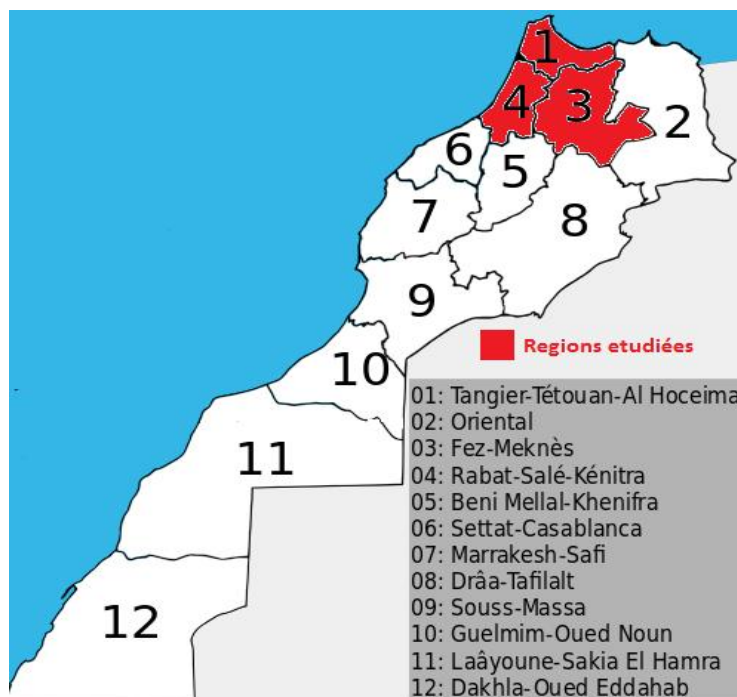 1
2
3
4
5
6
7
8
9
10
11
12
Regions etudiées
01: Tangier-Tétouan-Al Hoceima
02: Oriental
03: Fez-Meknès
04: Rabat-Salé-Kénitra
05: Beni Mellal-Khenifra
06: Settat-Casablanca
07: Marrakesh-Safi
08: Drâa-Tafilalt
09: Souss-Massa
10: Guelmim-Oued Noun
11: Laâyoune-Sakia El Hamra
12: Dakhla-Oued Eddahab